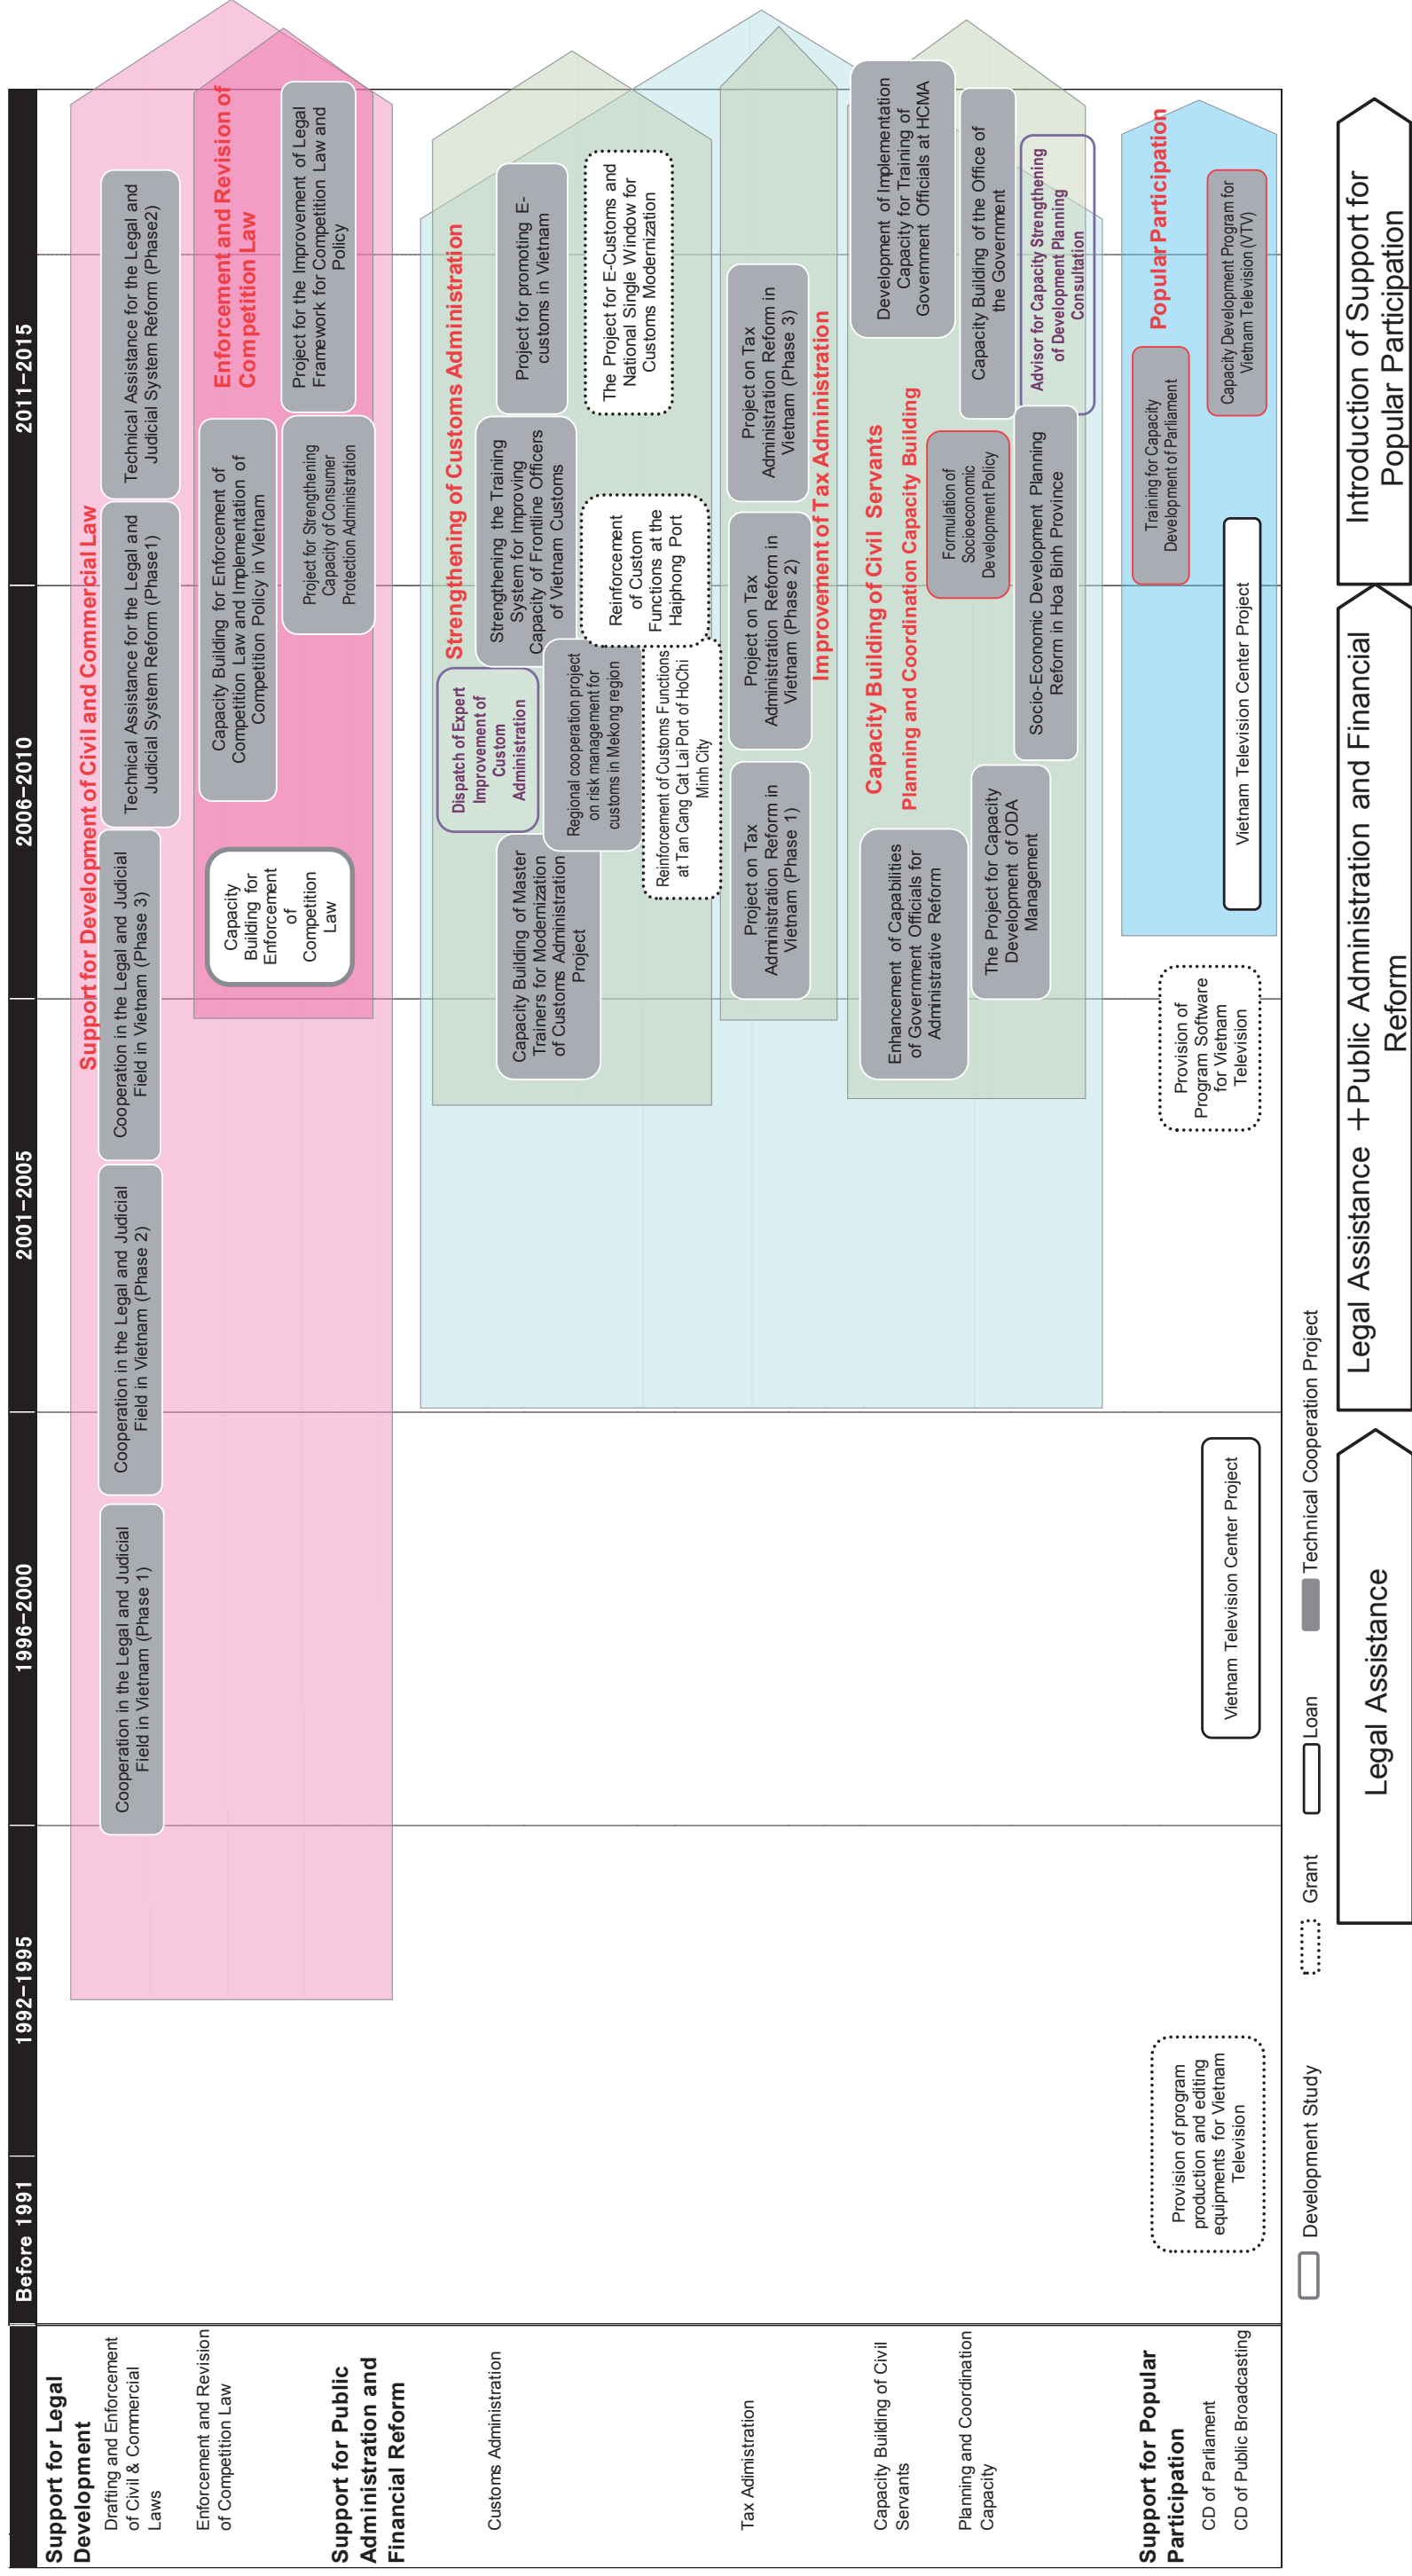 Before 1991
1992-1995
1996-2000
2001-2005
2006-2010
2011-2015
Support for Legal
Development
Drafting and Enforcement
of Civil & Commercial
Laws
Enforcement and Revision
of Competition Law
Support for Public
Administration and
Financial Reform
Customs Administration
Tax Adimistration
Capacity Building of Civil
Servants
Planning and Coordination
Capacity
Support for Popular
Participation
CD of Parliament
CD of Public Broadcasting
Support for Development of Civil and Commercial Law
Cooperation in the Legal and Judicial
Field in Vietnam (Phase 1)
Cooperation in the Legal and Judicial
Field in Vietnam (Phase 2)
Cooperation in the Legal and Judicial
Field in Vietnam (Phase 3)
Technical Assistance for the Legal and
Judicial System Reform (Phase1)
Technical Assistance for the Legal and
Judicial System Reform (Phase2)
Enforcement and Revision of
Competition Law
Capacity
Building for
Enforcement
of
Competition
Law
Capacity Building for Enforcement of
Competition Law and Implementation of
Competition Policy in Vietnam
Project for Strengthening
Capacity of Consumer
Protection Administration
Project for the Improvement of Legal
Framework for Competition Law and
Policy
Strengthening of Customs Administration
Dispatch of Expert
Improvement of
Custom
Administration
Capacity Building of Master
Trainers for Modernization
of Customs Administration
Project
Regional cooperation project
on risk management for
customs in Mekong region
Strengthening the Training
System for Improving
Capacity of Frontline Officers
of Vietnam Customs
Project for promoting E-
customs in Vietnam
Reinforcement of Customs Functions
at Tan Cang Cat Lai Port of HoChi
Minh City
Reinforcement
of Custom
Functions at the
Haiphong Port
The Project for E-Customs and
National Single Window for
Customs Modernization
Project on Tax
Administration Reform in
Vietnam (Phase 1)
Project on Tax
Administration Reform in
Vietnam (Phase 2)
Project on Tax
Administration Reform in
Vietnam (Phase 3)
Improvement of Tax Administration
Capacity Building of Civil Servants
Planning and Coordination Capacity Building
Enhancement of Capabilities
of Government Officials for
Administrative Reform
Development of Implementation
Capacity for Training of
Government Officials at HCMA
Formulation of
Socioeconomic
Development Policy
Capacity Building of the Office of
the Government
The Project for Capacity
Development of ODA
Management
Socio-Economic Development Planning
Reform in Hoa Binh Province
Advisor for Capacity Strengthening
of Development Planning
Consultation
Popular Participation
Training for Capacity
Development of Parliament
Capacity Development Program for
Vietnam Television (VTV)
Provision of program
production and editing
equipments for Vietnam
Television
Vietnam Television Center Project
Provision of
Program Software
for Vietnam
Television
Vietnam Television Center Project
Development Study
Grant
Loan
Technical Cooperation Project
Legal Assistance
Legal Assistance +Public Administration and Financial
Reform
Introduction of Support for
Popular Participation